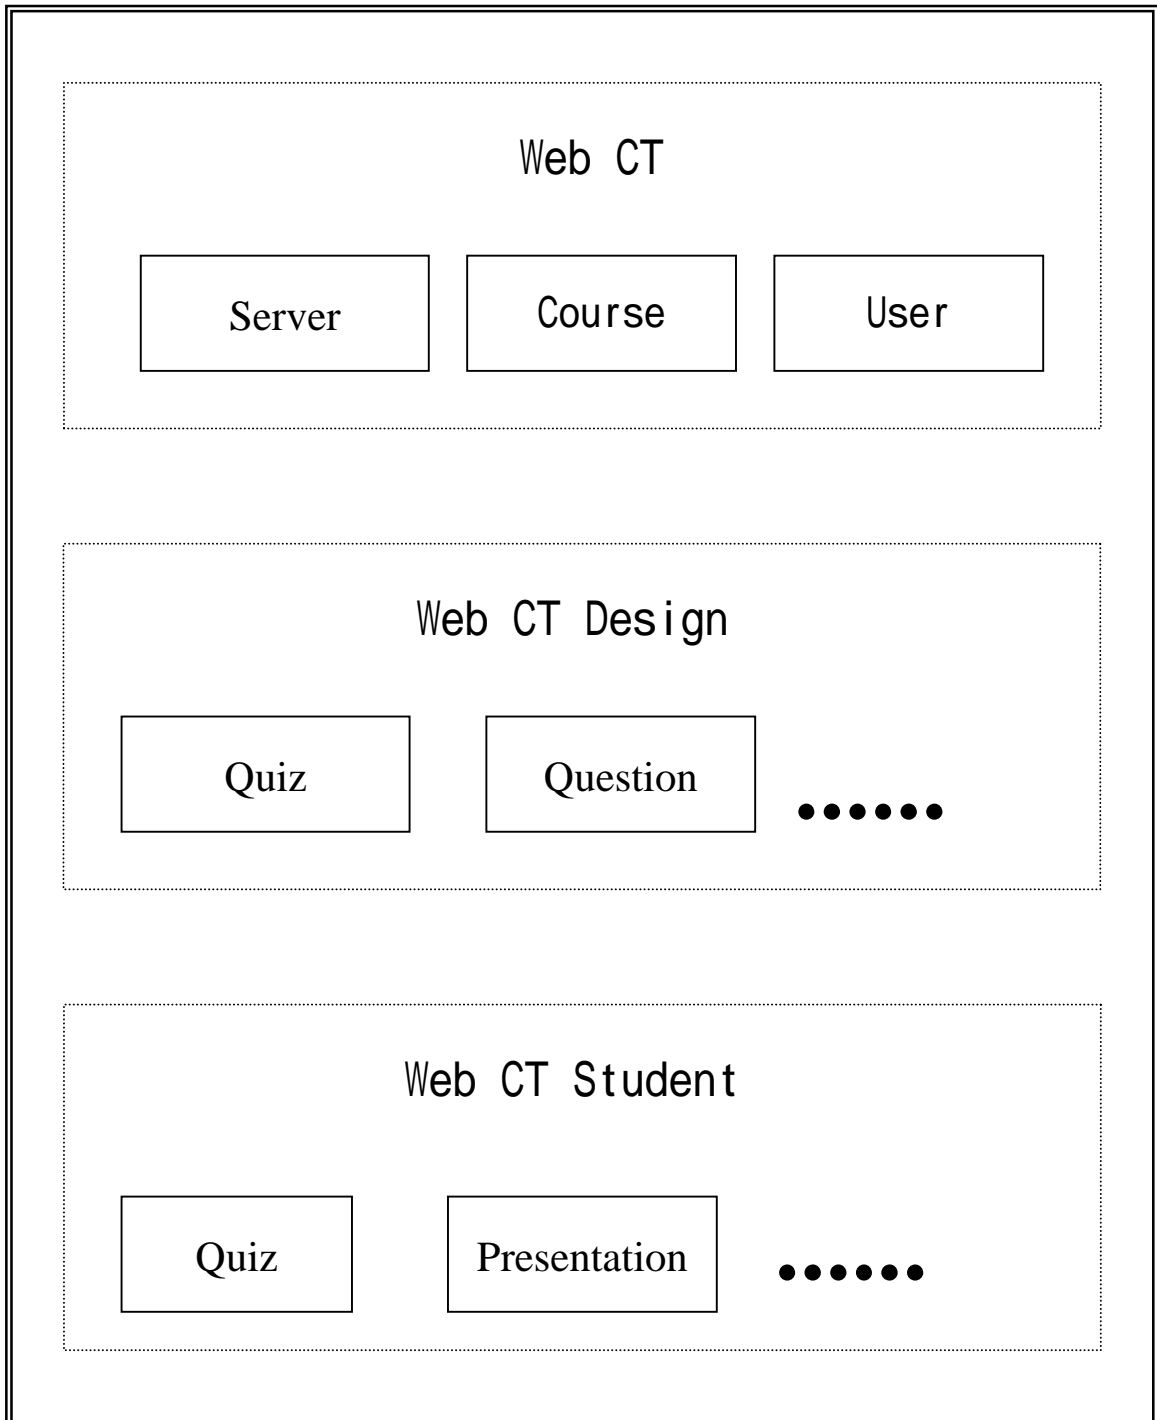 Web CT
Server Course User
Web CT Design
Quiz Question ••••••
Web CT Student
Quiz Presentation ••••••